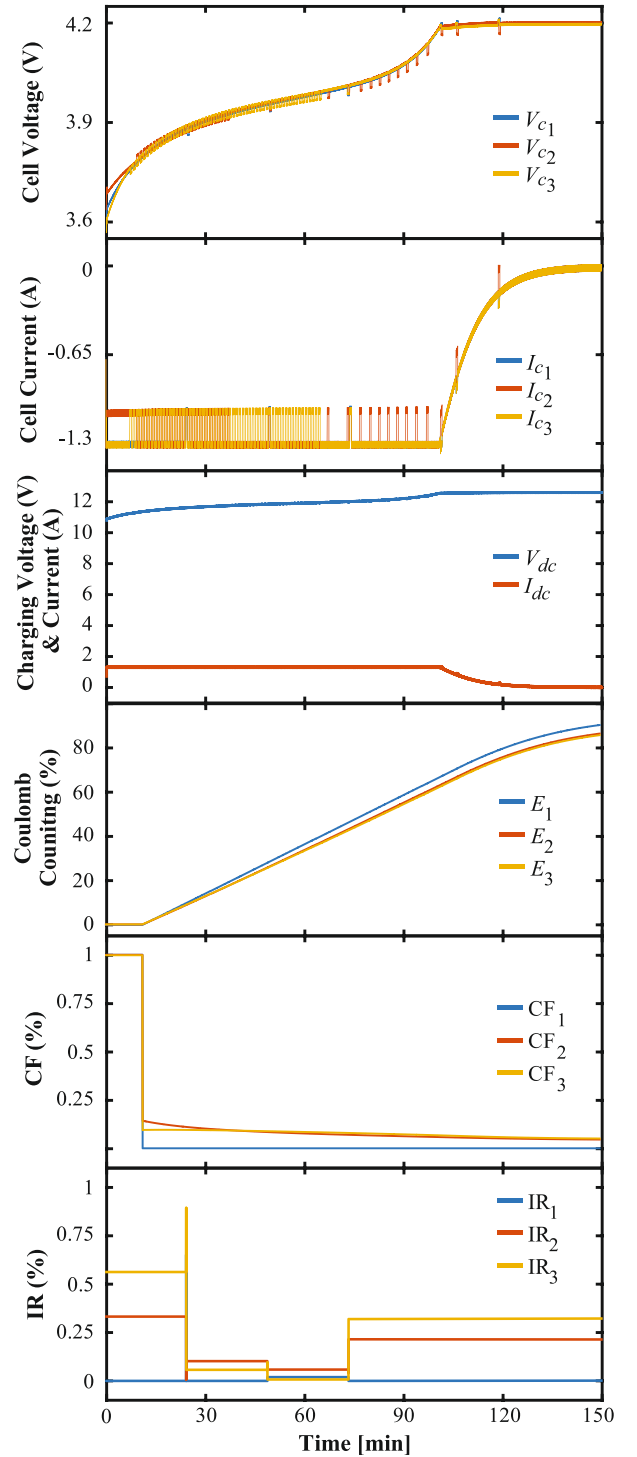 Cell Voltage (V)
4.2
3.9
3.6
Vc1
Vc2
Vc3
Cell Current (A)
0
-0.65
-1.3
Ic1
Ic2
Ic3
Charging Voltage (V)
& Current (A)
12
10
8
6
4
2
0
Vdc
Idc
Coulomb
Counitng (%)
80
60
40
20
0
E1
E2
E3
CF (%)
1
0.75
0.5
0.25
CF1
CF2
CF3
IR (%)
1
0.75
0.5
0.25
0
IR1
IR2
IR3
0 30 60 90 120 150
Time [min]